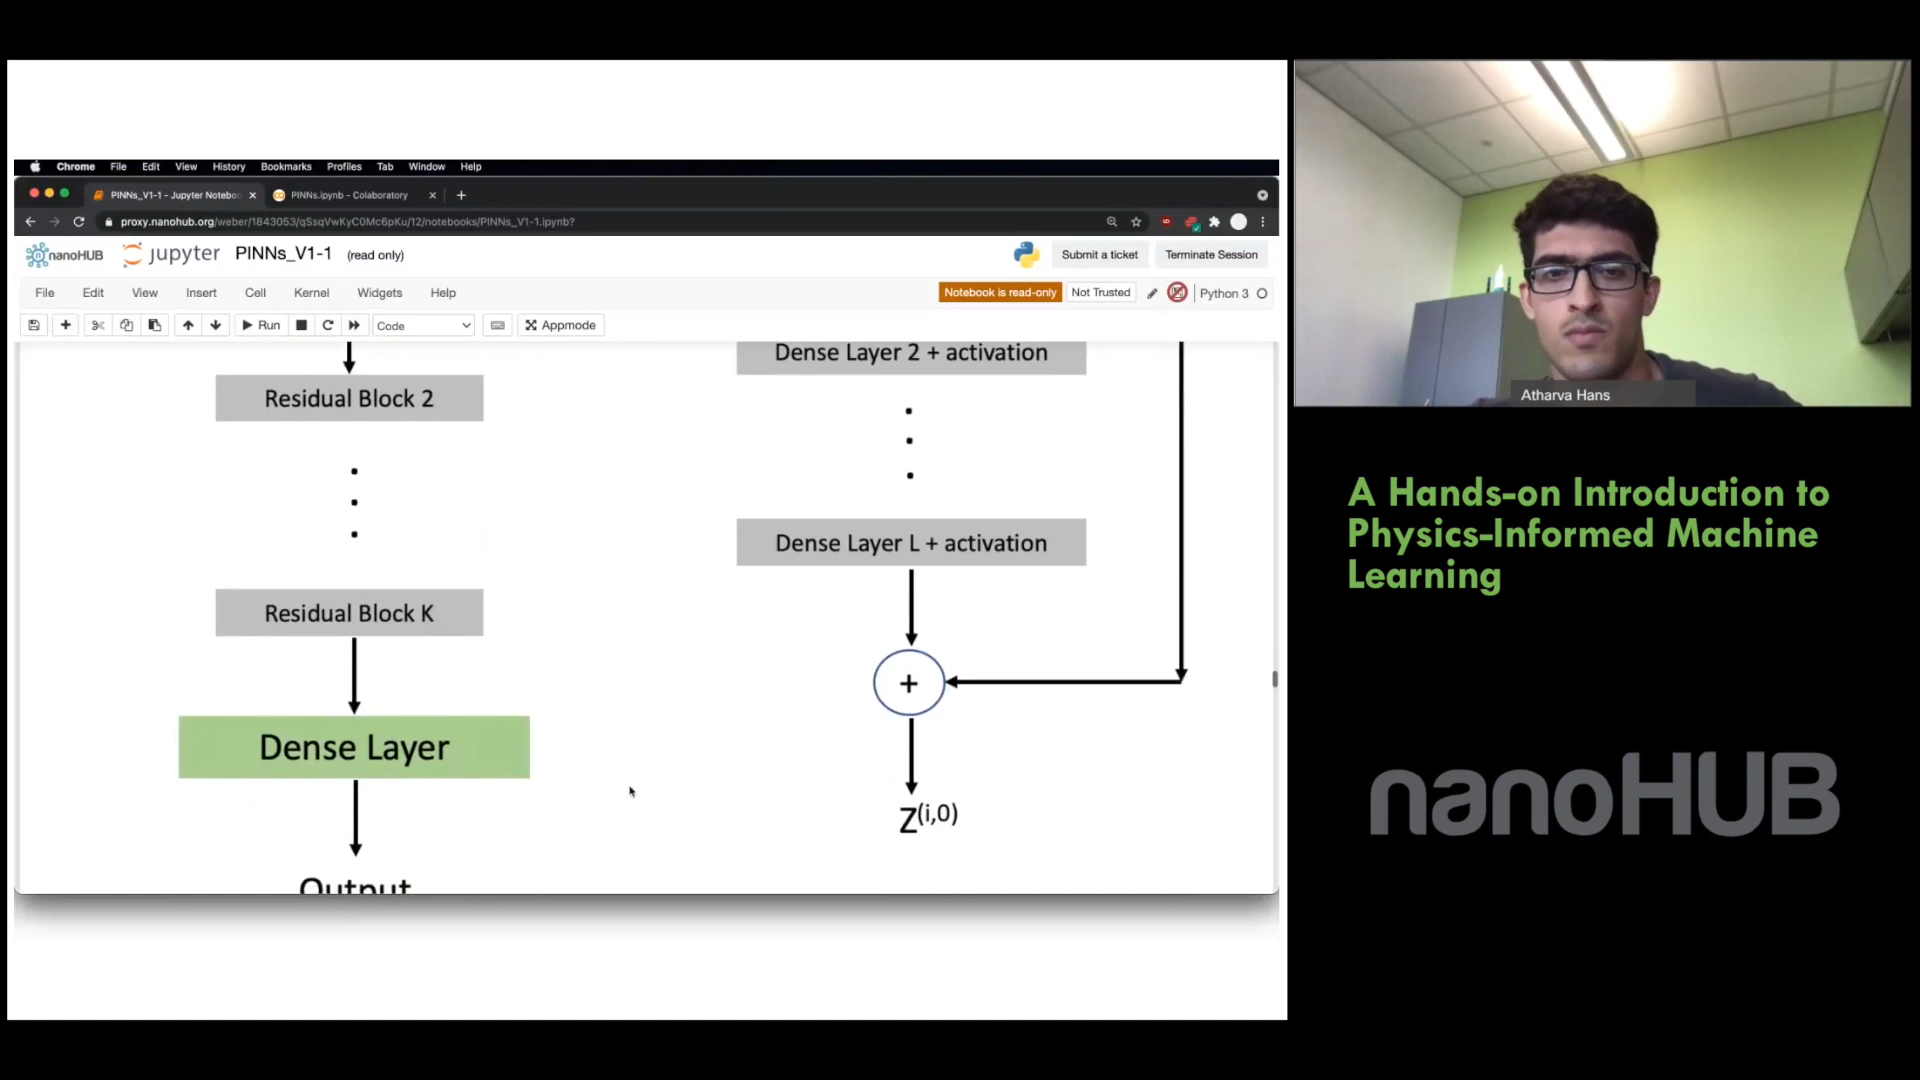 Chrome File Edit View History Bookmarks Profiles Tab Window Help
PINNs_V1-1 - Jupyter Noteboo
PINNs.ipynb - Colaboratory
proxy.nanohub.org/weber/1843053/qSsqVwKyC0Mc6pKu/12/notebooks/PINNs_V1-1.ipynb?
nanoHUB jupyter PINNs_V1-1 (read only)
Submit a ticket Terminate Session
File Edit View Insert Cell Kernel Widgets Help
Notebook is read-only Not Trusted Python 3
Run Code Appmode
Residual Block 2
Residual Block K
Dense Layer
Output
Dense Layer 2 + activation
Dense Layer L + activation
+
Z(i,0)
Atharva Hans
A Hands-on Introduction to
Physics-Informed Machine
Learning
nanoHUB